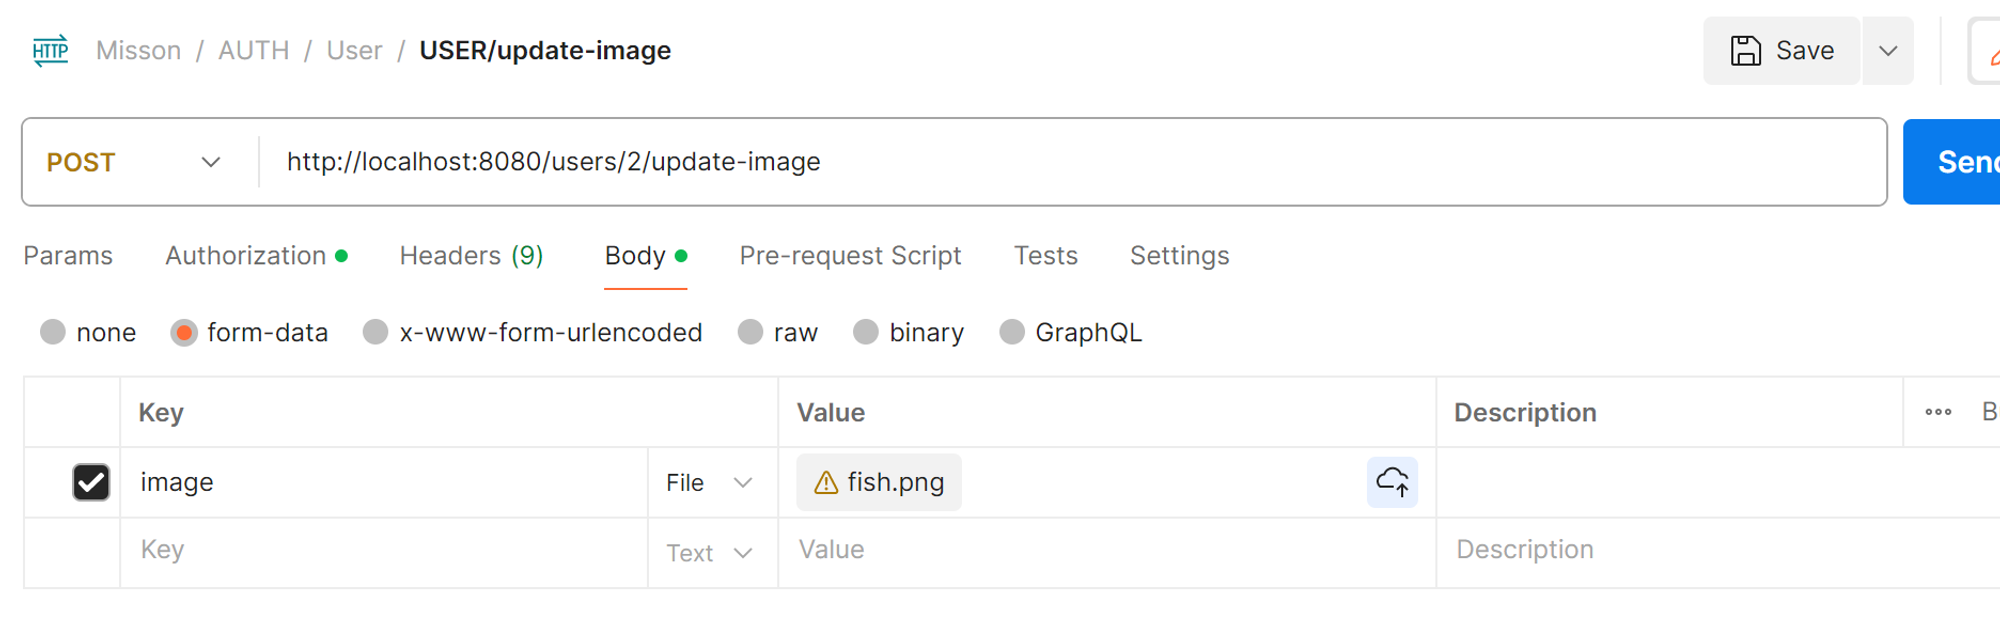 HTTP Misson / AUTH / User / USER/update-image Save
POST http://localhost:8080/users/2/update-image
Params Authorization Headers (9) Body Pre-request Script Tests Settings
none form-data x-www-form-urlencoded raw binary GraphQL
Key Value Description
image File fish.png
Key Text Value Description